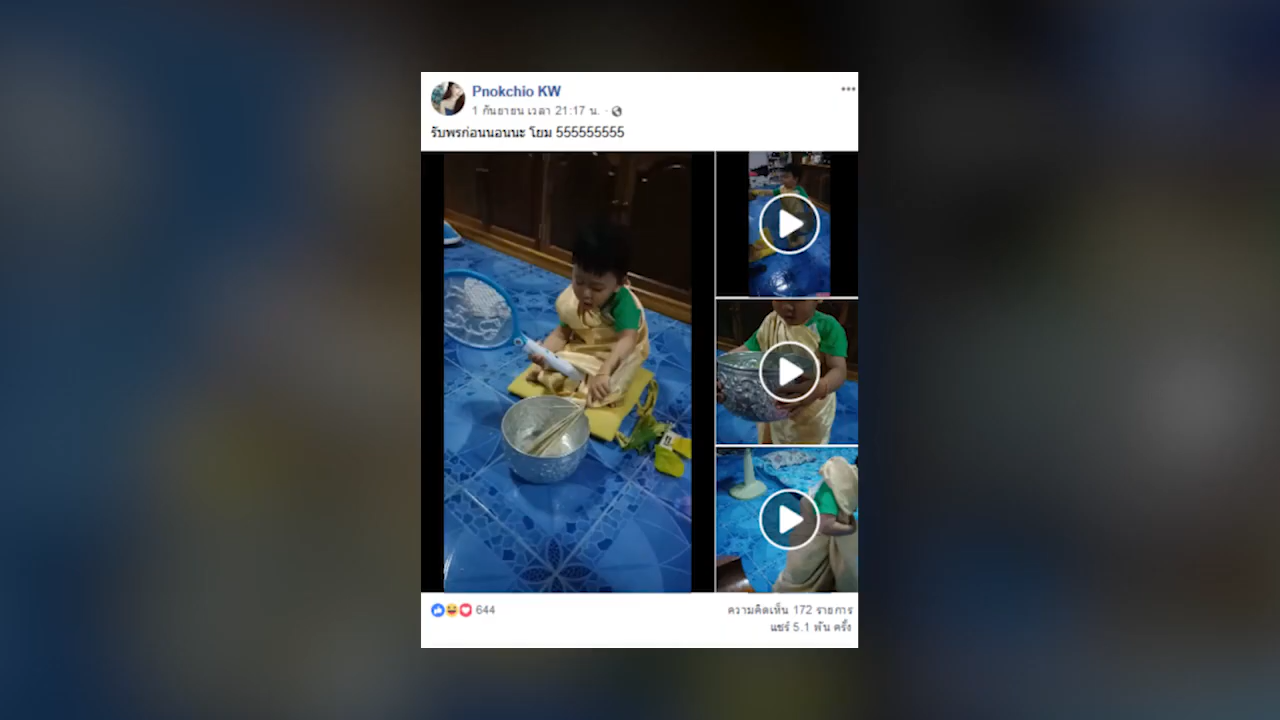 Pnokchio KW
1 กันยายน เวลา 21:17 น. ·
รับพรก่อนนอนนะ โยม 555555555
644
ความคิดเห็น 172 รายการ
แชร์ 5.1 พัน ครั้ง